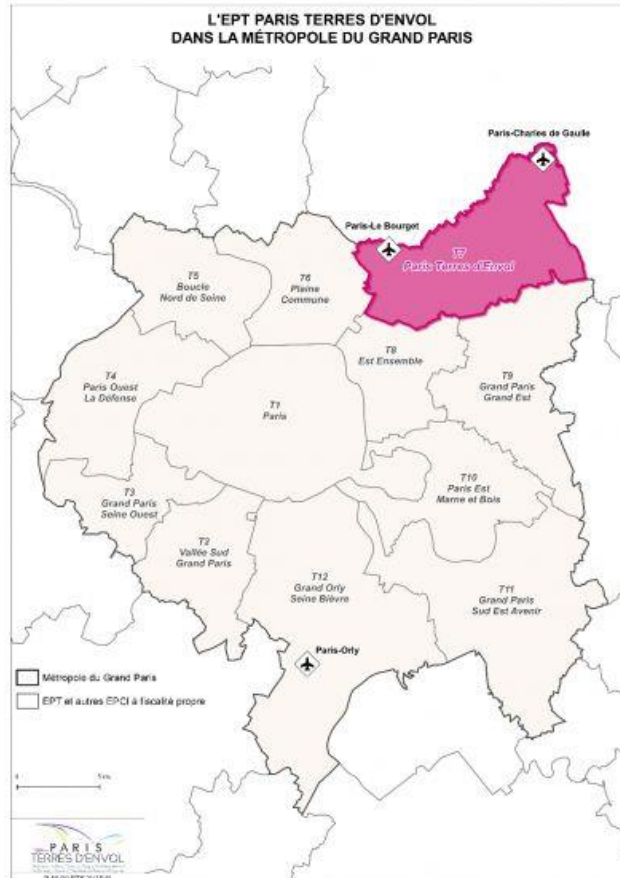 L'EPT PARIS TERRES D'ENVOL
DANS LA MÉTROPOLE DU GRAND PARIS
Paris-Charles de Gaulle
Paris-Le Bourget
T7
Paris Terres d'Envol
T5
Boucle
Nord de Seine
T6
Plaine
Commune
T8
Est Ensemble
T4
Paris Ouest
La Défense
T9
Grand Paris
Grand Est
T1
Paris
T10
Paris Est
Marne et Bois
T3
Grand Paris
Seine Ouest
T2
Vallée Sud
Grand Paris
T12
Grand Orly
Seine Bièvre
T11
Grand Paris
Sud Est Avenir
Paris-Orly
Métropole du Grand Paris
EPT et autres EPCI à fiscalité propre
PARIS
TERRES D'ENVOL